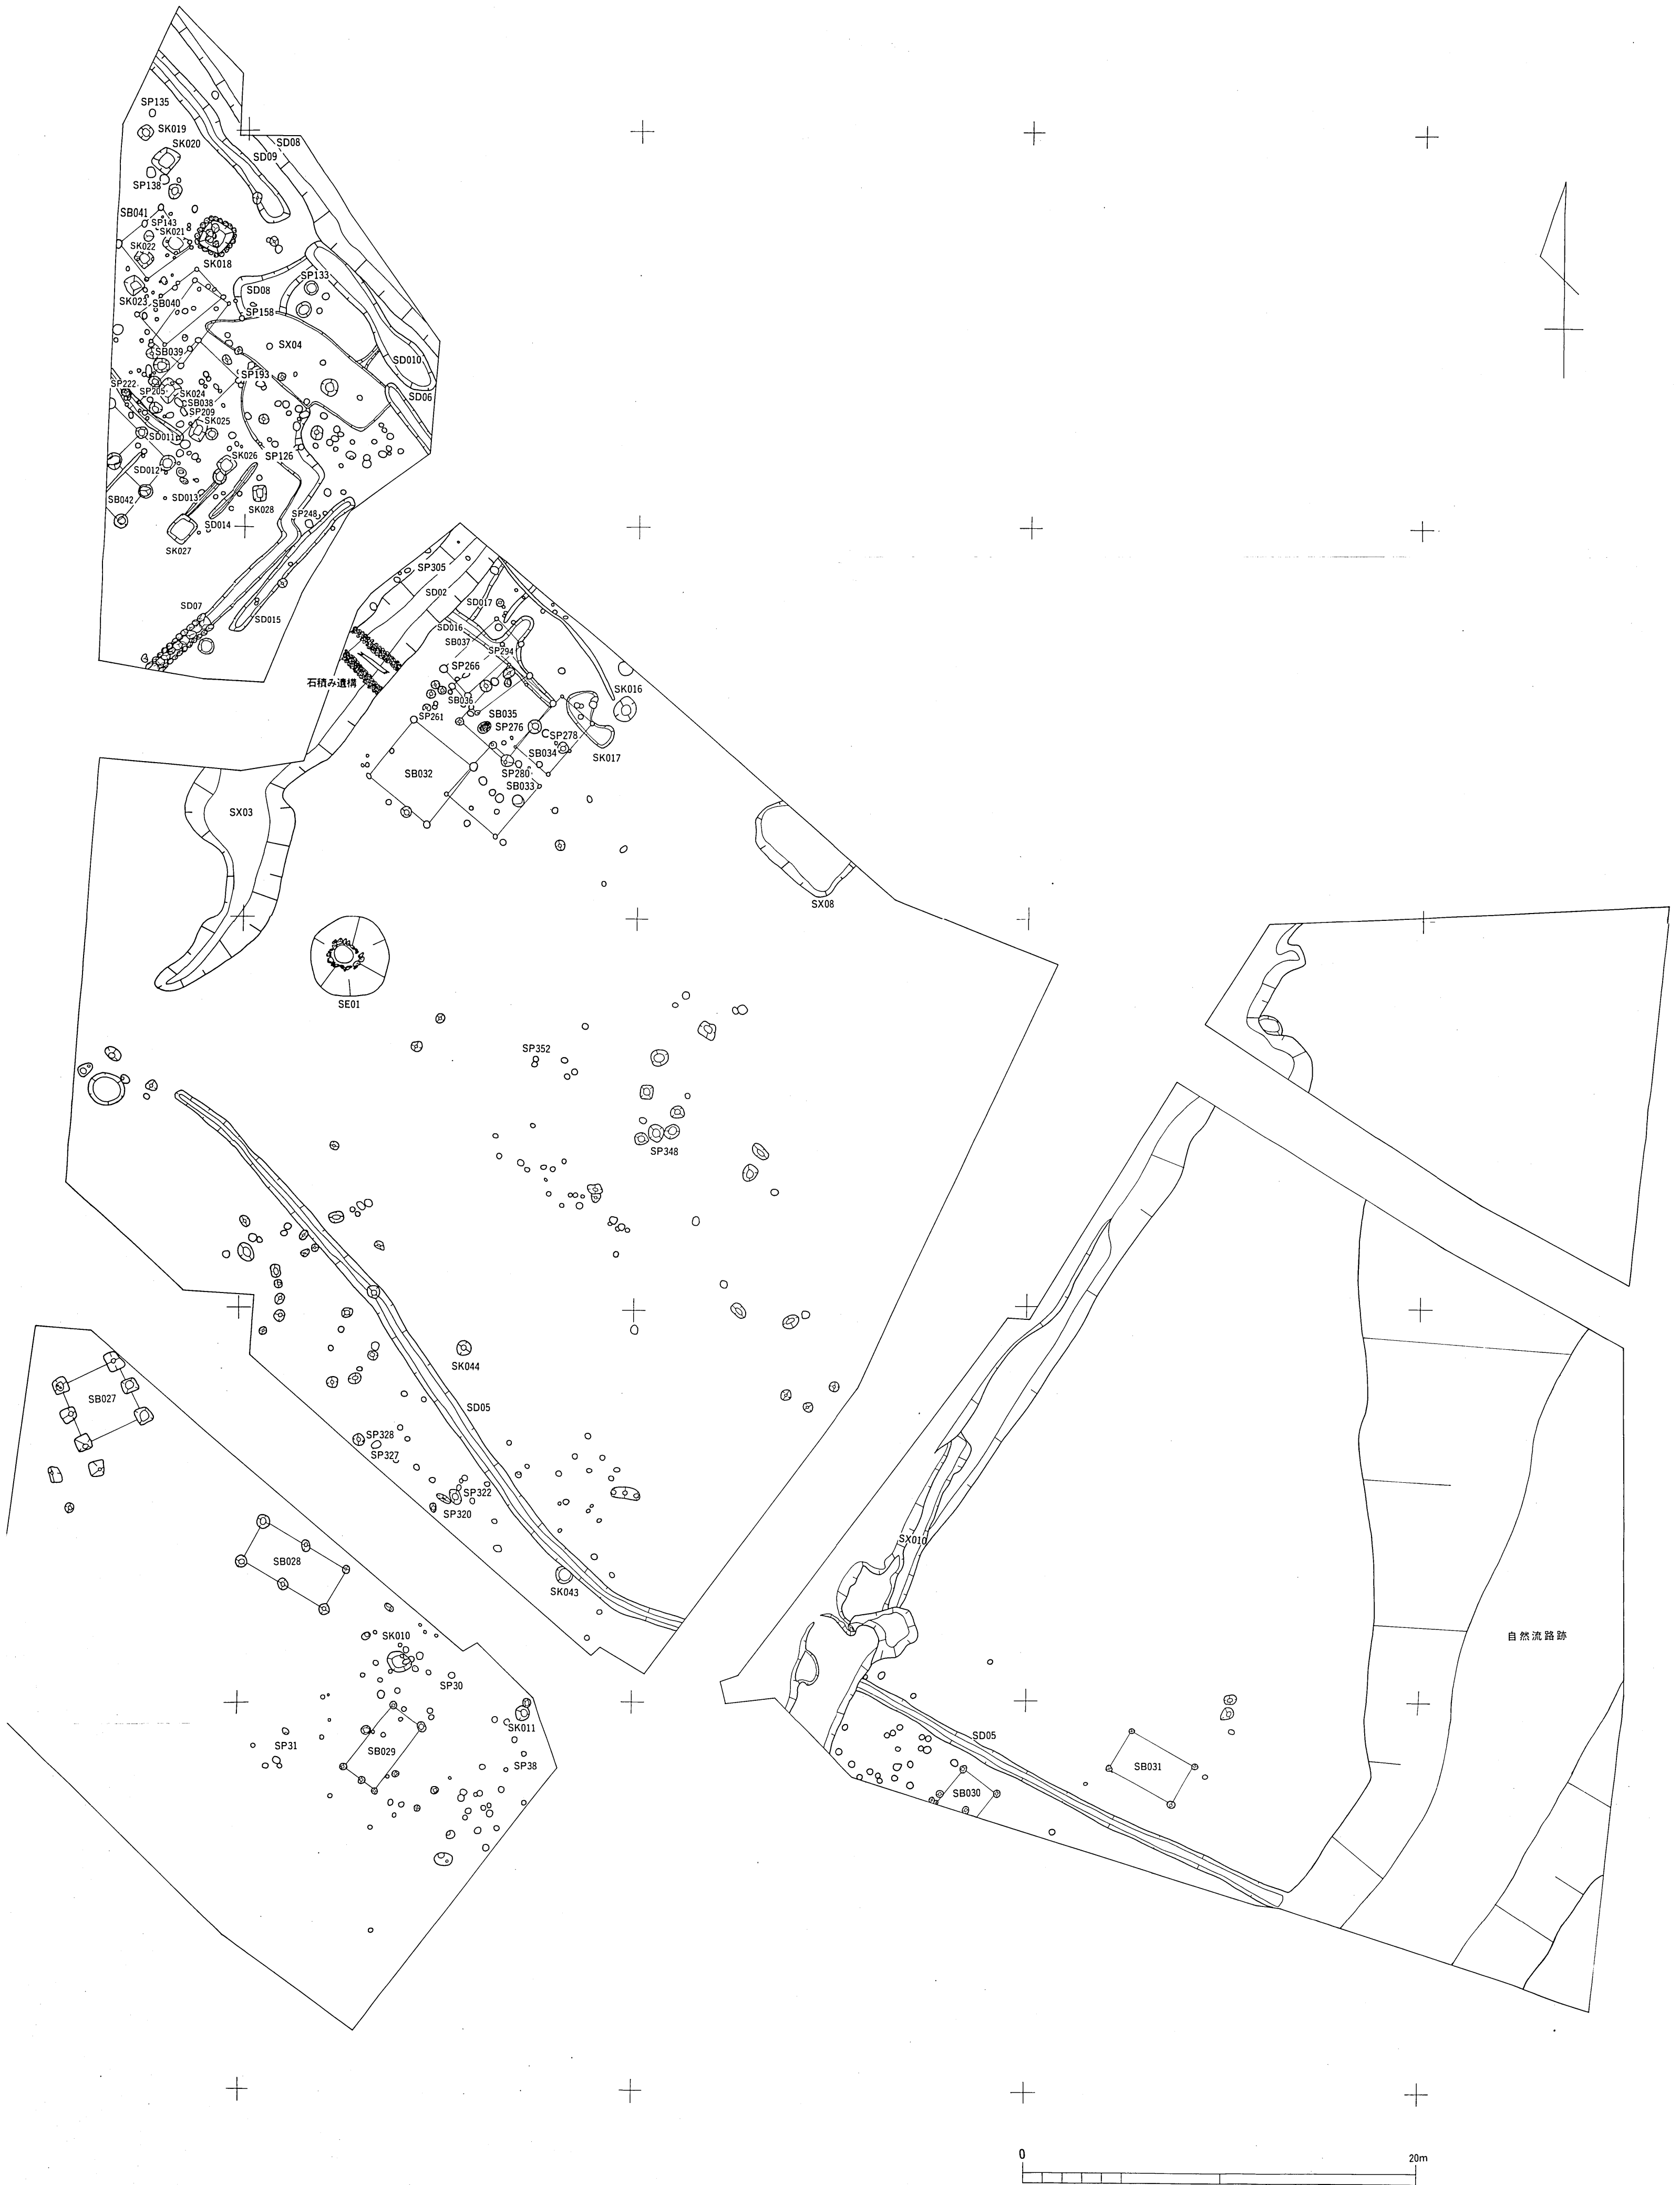 SP135
SK019
SK020
SD08
SD09
SP138
SB041
SP143
SK021
SK022
SK018
SP133
SK023
SB040
SD08
SP158
SX04
SB039
SD010
SP193
SP222
SP205
SK024
SB038
SP209
SK025
SD06
SD011
SP126
SK026
SD012
SB042
SD013
SK028
SD014
SP248
SK027
SD07
SD015
SP305
SD02
SD017
SD016
SB037
SP294
SP266
石積み遺構
SB036
SP261
SB035
SP276
SP278
SK016
SB034
SK017
SB032
SP280
SB033
SX03
SX08
SE01
SP352
SP348
SK044
SB027
SD05
SP328
SP327
SP322
SP320
SB028
SK043
SX010
自然流路跡
SK010
SP30
SK011
SP31
SB029
SP38
SD05
SB031
SB030
0
20m